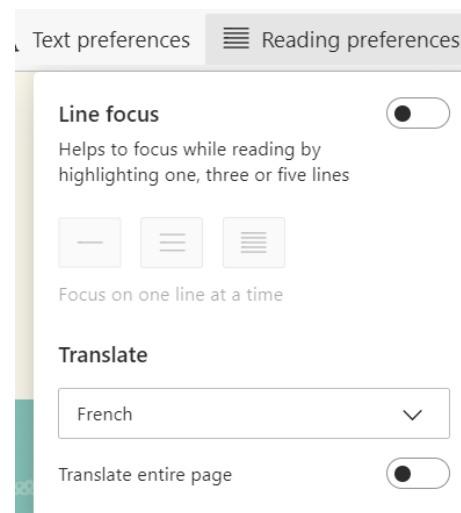 Text preferences Reading preferences
Line focus
Helps to focus while reading by
highlighting one, three or five lines
Focus on one line at a time
Translate
French
Translate entire page